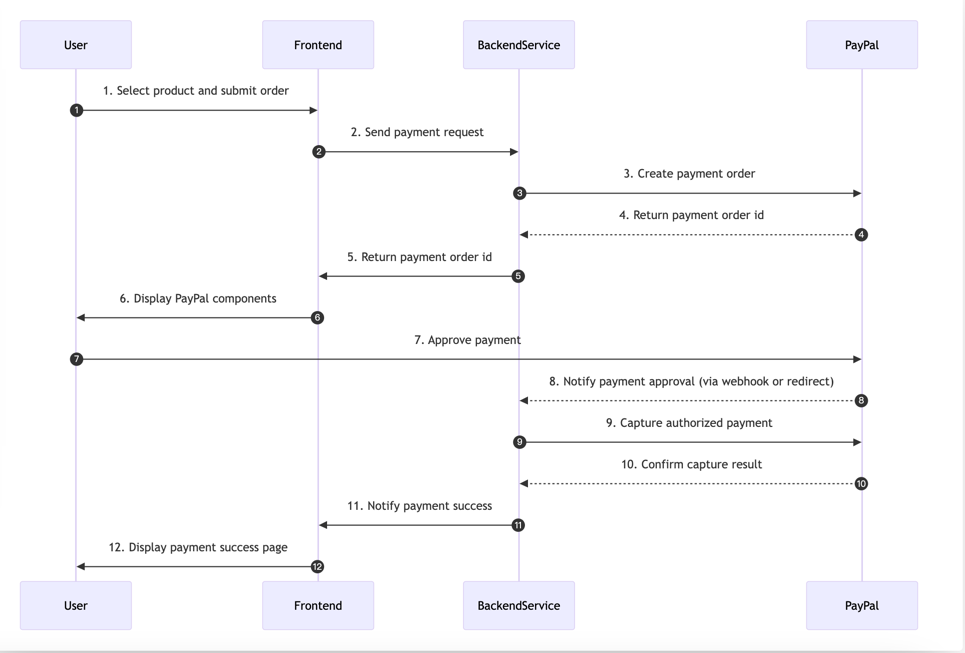 User
Frontend
BackendService
PayPal
1. Select product and submit order
1
2. Send payment request
2
3. Create payment order
3
4. Return payment order id
4
5. Return payment order id
5
6. Display PayPal components
6
7. Approve payment
7
8. Notify payment approval (via webhook or redirect)
8
9. Capture authorized payment
9
10. Confirm capture result
10
11. Notify payment success
11
12. Display payment success page
12
User
Frontend
BackendService
PayPal